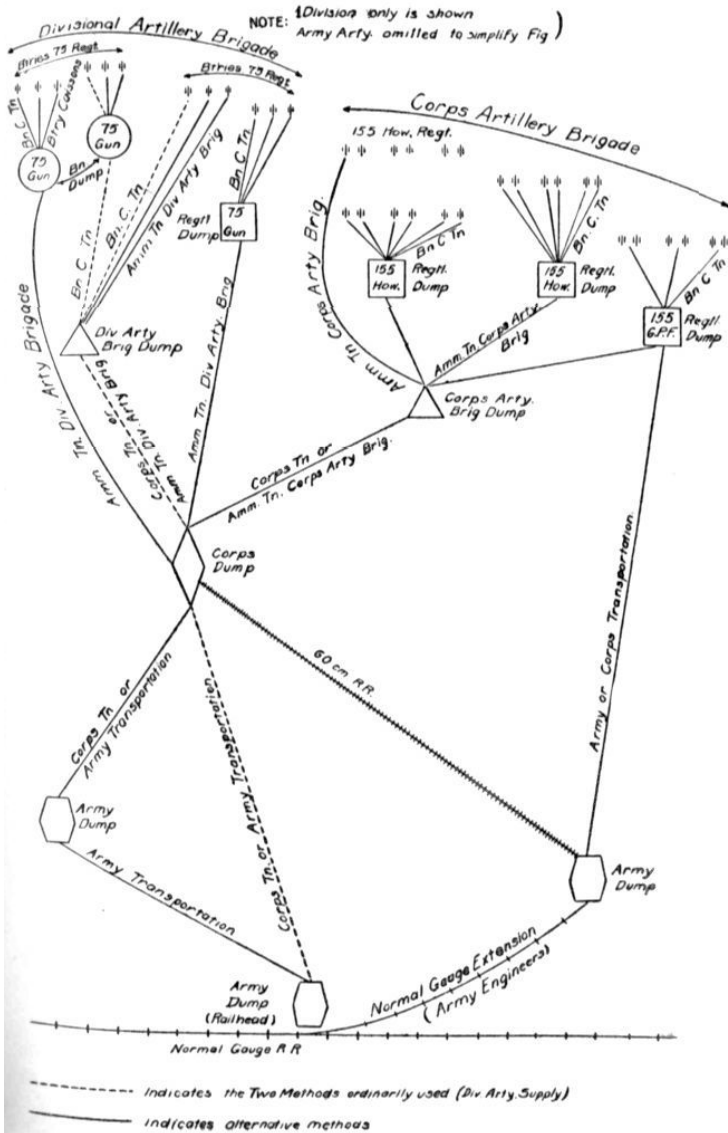 NOTE: (1 Division only is shown
Army Arty. omitted to simplify Fig)
Divisional Artillery Brigade
Btries 75 Regt
Btries 75 Regt
Bn C Tn
Btry Caissons
75
Gun
75
Gun
Bn
Dump
Bn C Tn
Bn. C. Tn
Amm Tn Div Arty Brig
Bn C Tn
Regtl
Dump
75
Gun
Corps Artillery Brigade
155 How. Regt.
155
How.
Regtl.
Dump
Bn C Tn
155
How.
Regtl.
Dump
Bn. C. Tn
155
G.P.F.
Regtl.
Dump
Bn C Tn
Div Arty
Brig Dump
Amm Tn. Div. Arty Brigade
Corps Tn or
Amm Tn. Div. Arty Brig
Amm Tn. Div. Arty. Brig
Amm Tn Corps Arty Brig.
Amm. Tn Corps Arty.
Brig
Corps Arty.
Brig Dump
Corps Tn or
Amm. Tn. Corps Arty Brig.
Corps
Dump
60 cm R.R.
Army or Corps Transportation
Corps Tn or
Army Transportation
Corps Tn or Army Transportation
Army
Dump
Army Transportation
Army
Dump
Army
Dump
(Railhead)
Normal Gauge Extension
(Army Engineers)
Normal Gauge R R
Indicates the Two Methods ordinarily used (Div. Arty. Supply)
Indicates alternative methods